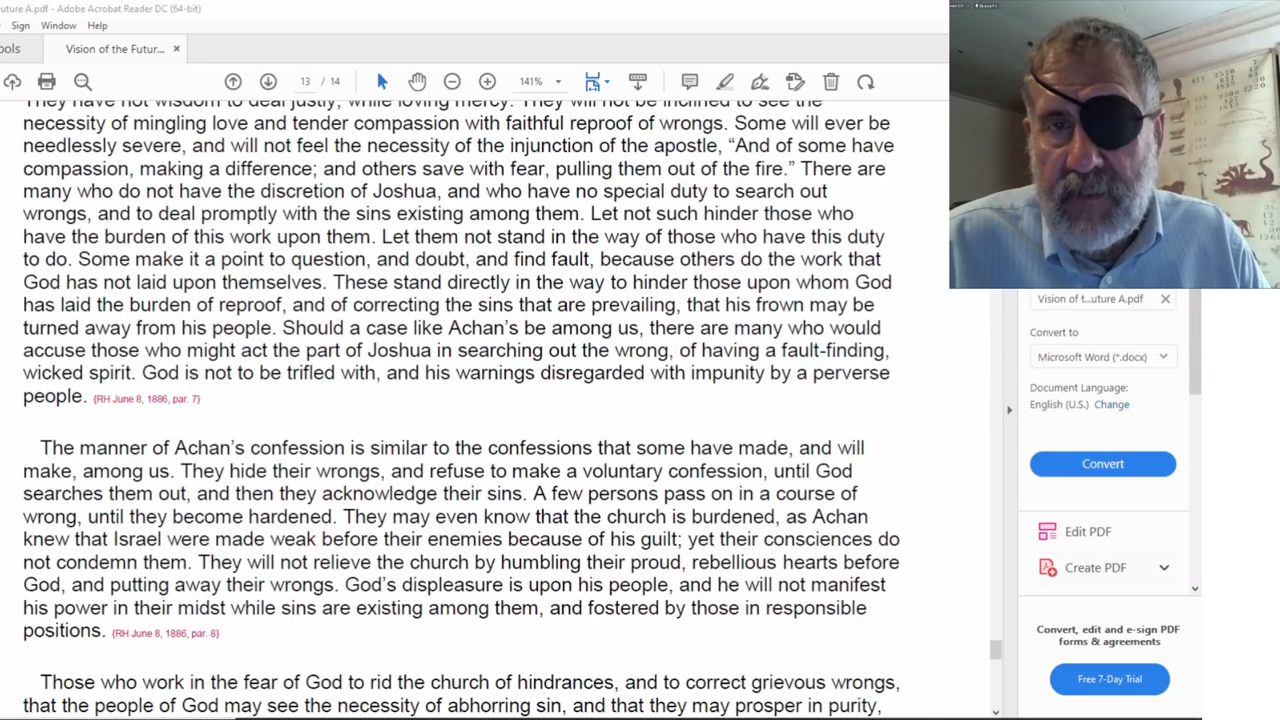 uture A.pdf - Adobe Acrobat Reader DC (64-bit)
Sign Window Help
ools
Vision of the Futur... ×
13 / 14
141%
They have not wisdom to deal justly, while loving mercy. They will not be inclined to see the
necessity of mingling love and tender compassion with faithful reproof of wrongs. Some will ever be
needlessly severe, and will not feel the necessity of the injunction of the apostle, “And of some have
compassion, making a difference; and others save with fear, pulling them out of the fire.” There are
many who do not have the discretion of Joshua, and who have no special duty to search out
wrongs, and to deal promptly with the sins existing among them. Let not such hinder those who
have the burden of this work upon them. Let them not stand in the way of those who have this duty
to do. Some make it a point to question, and doubt, and find fault, because others do the work that
God has not laid upon themselves. These stand directly in the way to hinder those upon whom God
has laid the burden of reproof, and of correcting the sins that are prevailing, that his frown may be
turned away from his people. Should a case like Achan’s be among us, there are many who would
accuse those who might act the part of Joshua in searching out the wrong, of having a fault-finding,
wicked spirit. God is not to be trifled with, and his warnings disregarded with impunity by a perverse
people. {RH June 8, 1886, par. 7}
The manner of Achan’s confession is similar to the confessions that some have made, and will
make, among us. They hide their wrongs, and refuse to make a voluntary confession, until God
searches them out, and then they acknowledge their sins. A few persons pass on in a course of
wrong, until they become hardened. They may even know that the church is burdened, as Achan
knew that Israel were made weak before their enemies because of his guilt; yet their consciences do
not condemn them. They will not relieve the church by humbling their proud, rebellious hearts before
God, and putting away their wrongs. God’s displeasure is upon his people, and he will not manifest
his power in their midst while sins are existing among them, and fostered by those in responsible
positions. {RH June 8, 1886, par. 8}
Those who work in the fear of God to rid the church of hindrances, and to correct grievous wrongs,
that the people of God may see the necessity of abhorring sin, and that they may prosper in purity,
Vision of t...uture A.pdf
Convert to
Microsoft Word (*.docx)
Document Language:
English (U.S.) Change
Convert
Edit PDF
Create PDF
Convert, edit and e-sign PDF
forms & agreements
Free 7-Day Trial